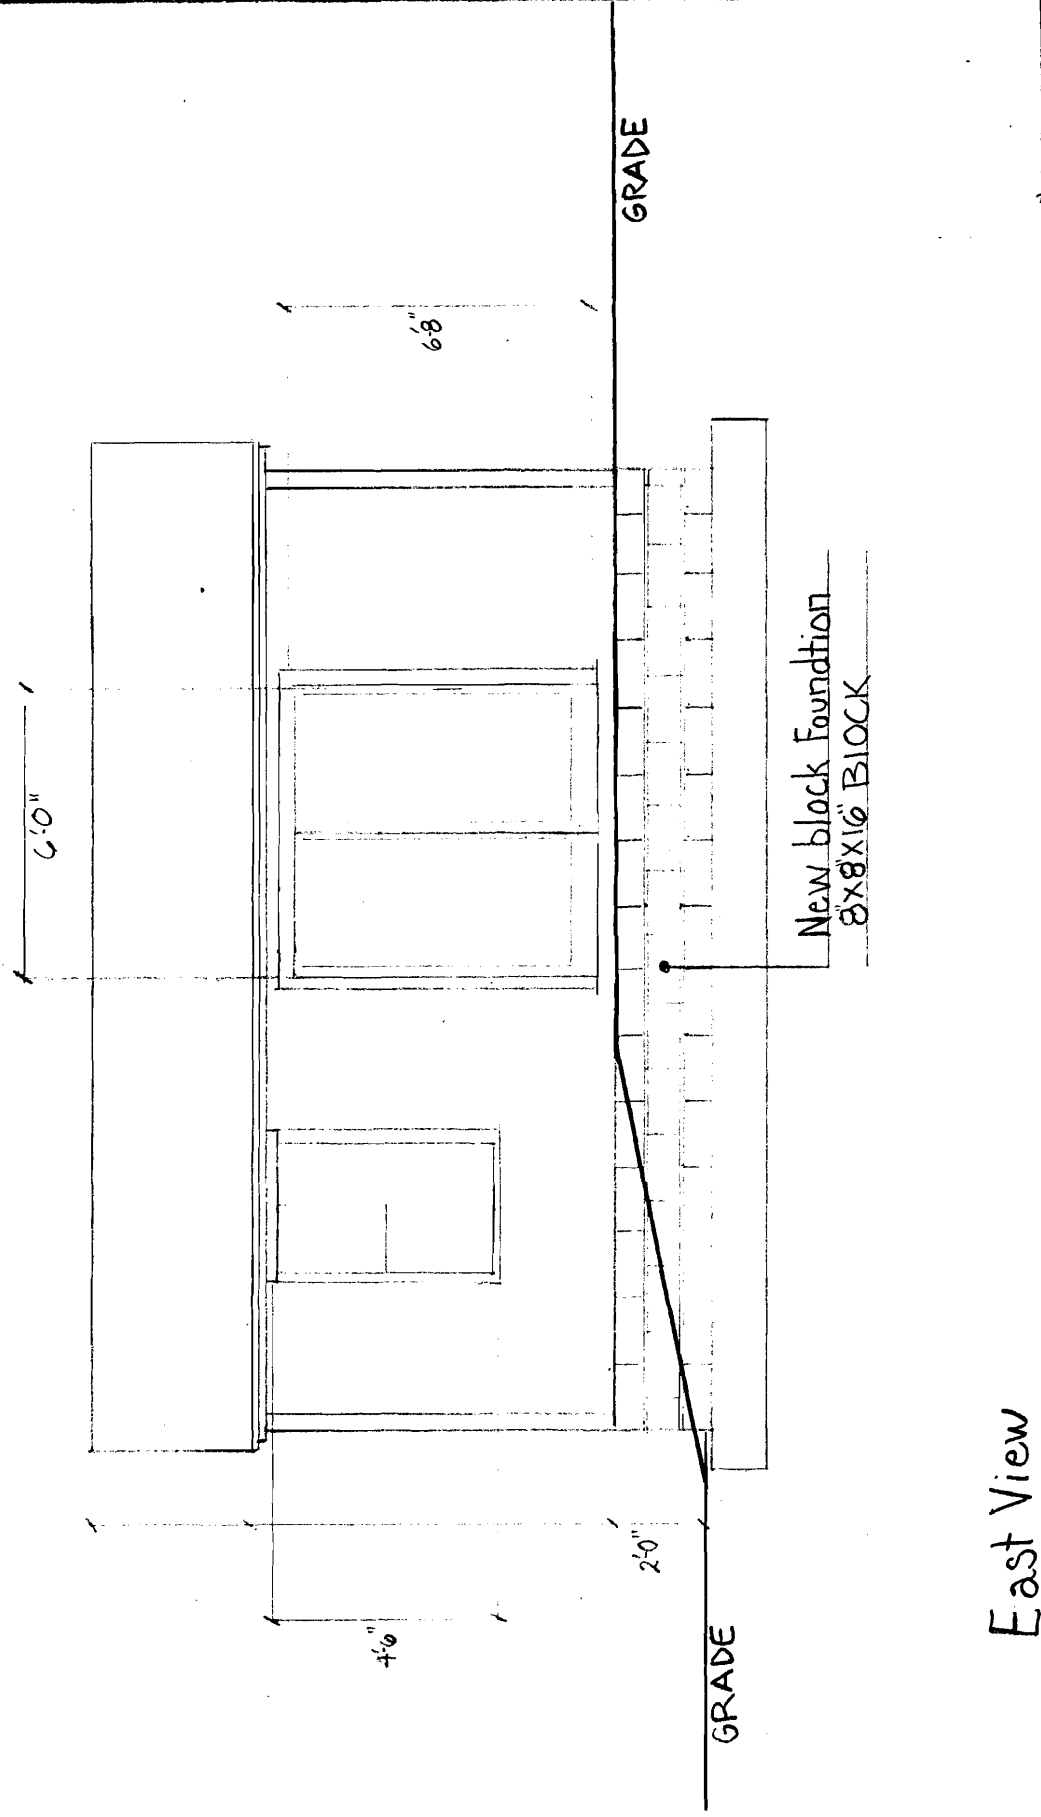 6'0"
6'8"
GRADE
4'6"
2'0"
GRADE
New block Foundtion
8"x8"x16" BlOCK
East View